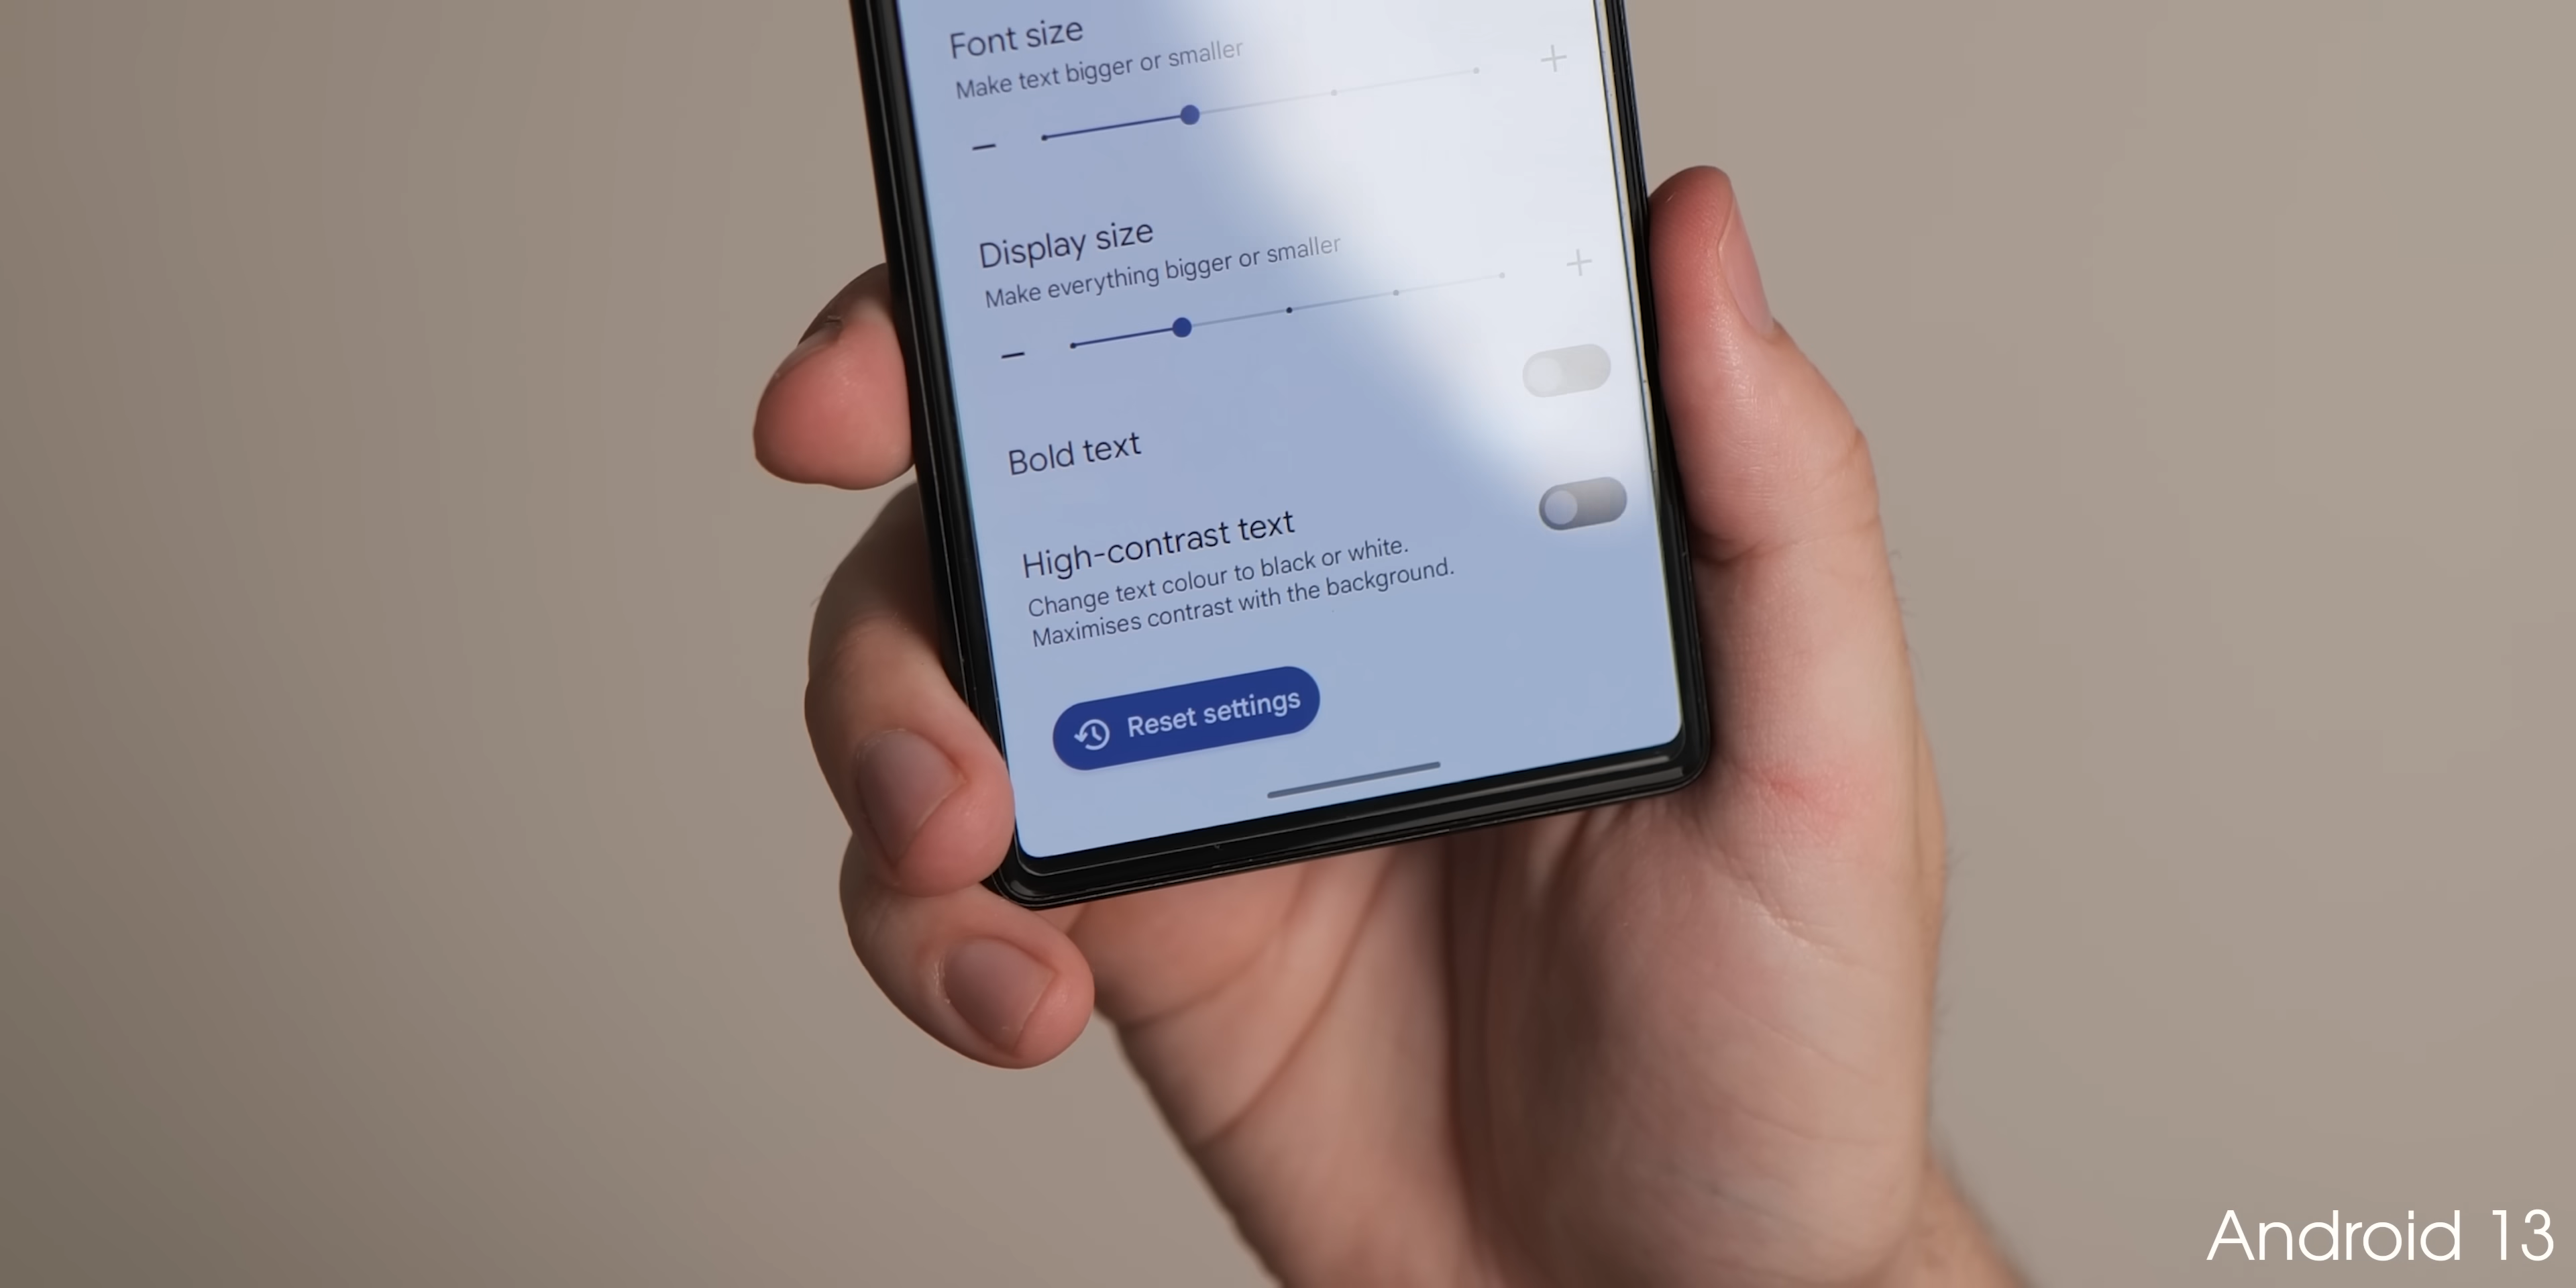 Font size
Make text bigger or smaller
Display size
Make everything bigger or smaller
Bold text
High-contrast text
Change text colour to black or white.
Maximises contrast with the background.
Reset settings
Android 13